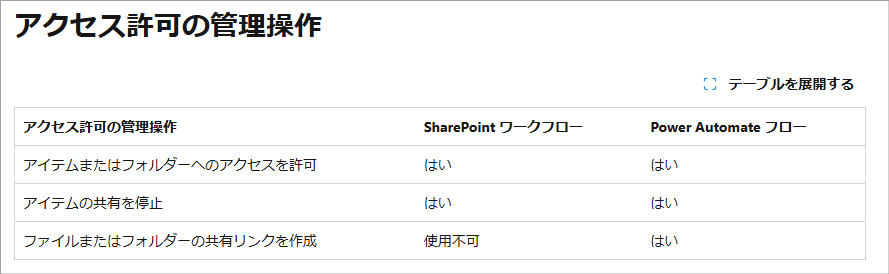 アクセス許可の管理操作
テーブルを展開する
アクセス許可の管理操作 SharePoint ワークフロー Power Automate フロー
アイテムまたはフォルダーへのアクセスを許可 はい はい
アイテムの共有を停止 はい はい
ファイルまたはフォルダーの共有リンクを作成 使用不可 はい